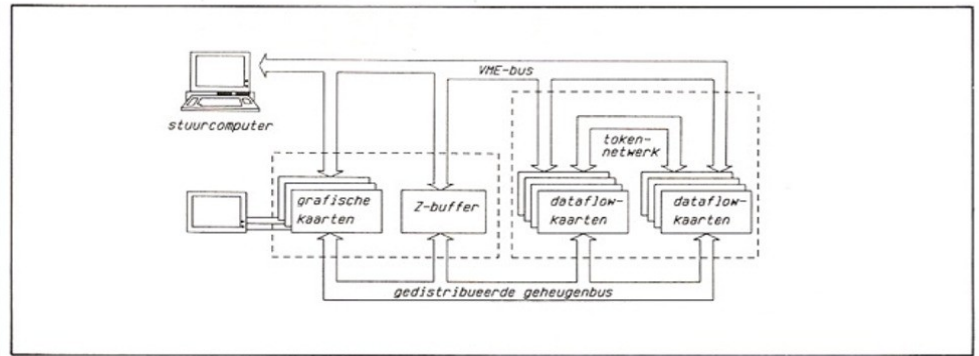 VME-bus
stuurcomputer
token-
netwerk
grafische
kaarten
Z-buffer
dataflow-
kaarten
dataflow-
kaarten
gedistribueerde geheugenbus